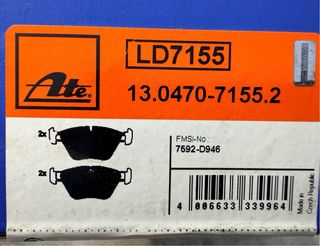 LD7155
Ate
13.0470-7155.2
2x
2x
FMSI-No.:
7592-D946
4 006633 339964
Made in
Czech Republic